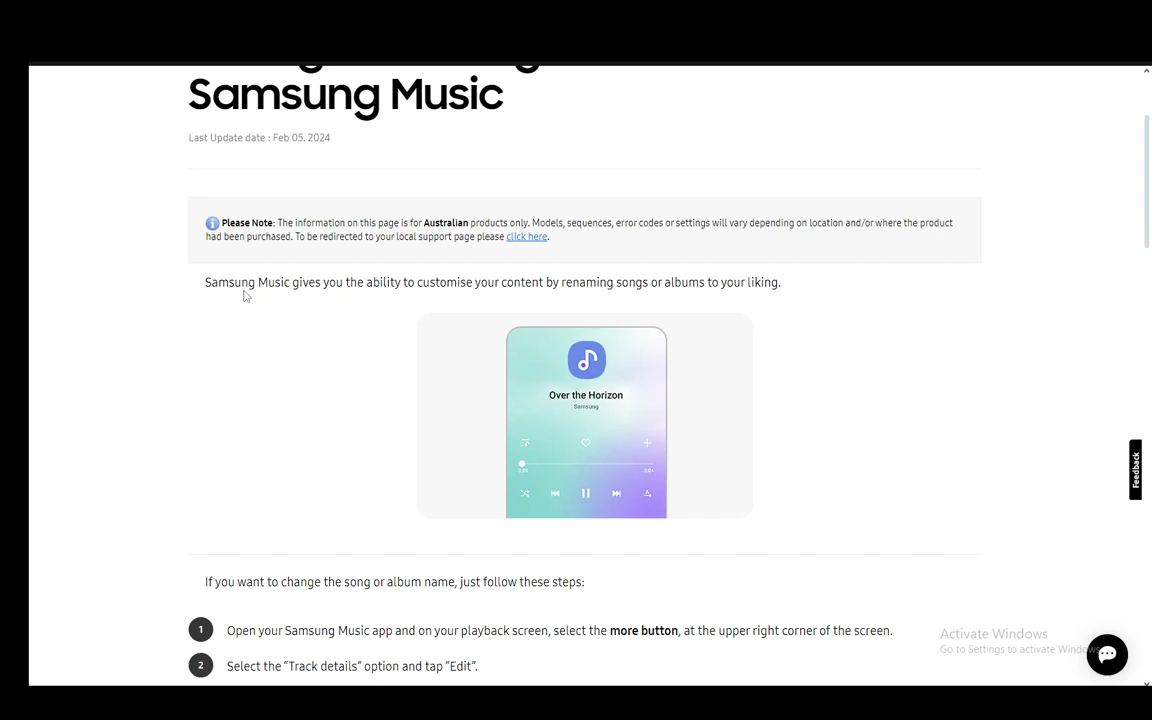 Samsung Music
Last Update date : Feb 05. 2024
Please Note: The information on this page is for Australian products only. Models, sequences, error codes or settings will vary depending on location and/or where the product
had been purchased. To be redirected to your local support page please click here.
Samsung Music gives you the ability to customise your content by renaming songs or albums to your liking.
Over the Horizon
Samsung
0:05 3:04
Feedback
If you want to change the song or album name, just follow these steps:
1 Open your Samsung Music app and on your playback screen, select the more button, at the upper right corner of the screen.
Activate Windows
Go to Settings to activate Windows.
2 Select the "Track details" option and tap "Edit".